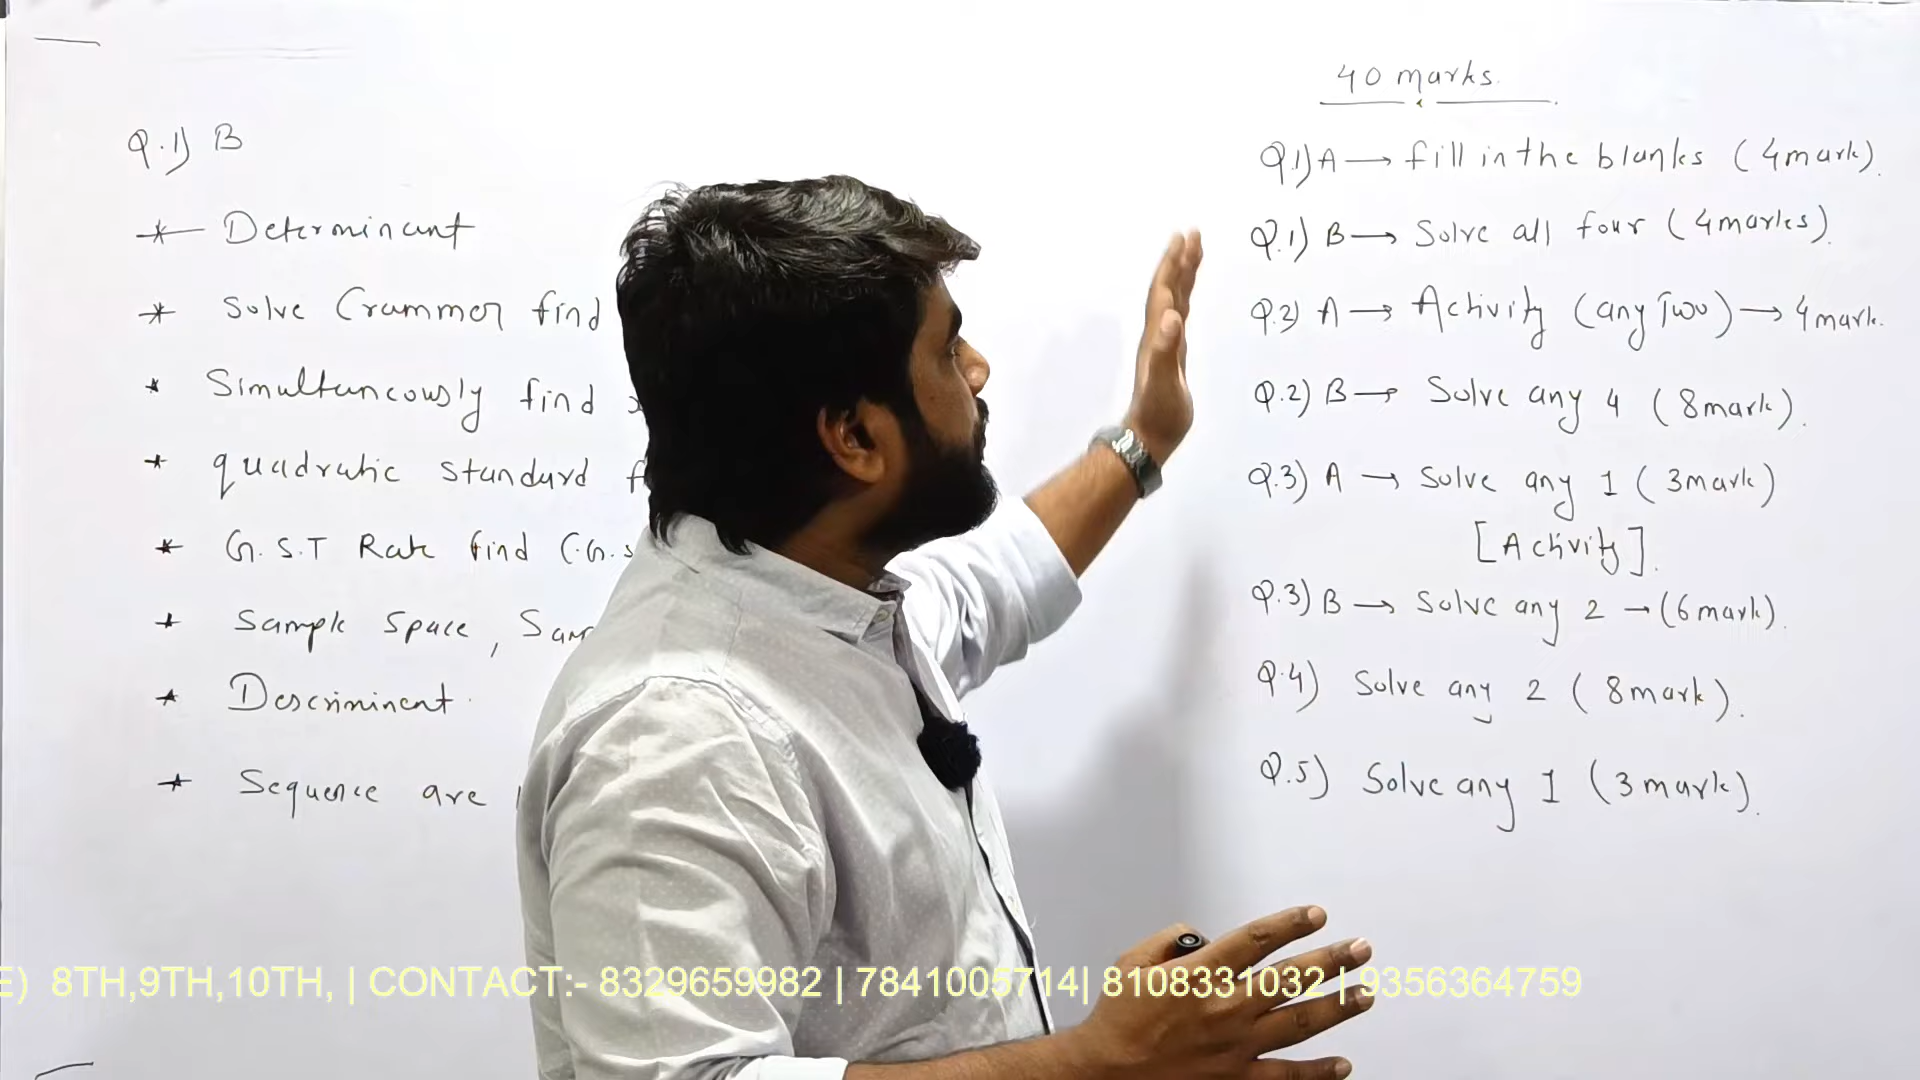 Q.1) B
* Determinant
* Solve Crammer find
* Simultaneously find
* quadratic standard
* G.S.T Rate find
* Sample Space,
* Descriminent.
* Sequence are
40 marks.
Q.1) A → fill in the blanks (4 mark).
Q.1) B → Solve all four (4 marks).
Q.2) A → Activity (any Two) → 4 mark.
Q.2) B → Solve any 4 (8 mark).
Q.3) A → Solve any 1 (3 mark)
[Activity].
Q.3) B → Solve any 2 → (6 mark).
Q.4) Solve any 2 (8 mark).
Q.5) Solve any 1 (3 mark).
E) 8TH,9TH,10TH, | CONTACT:- 8329659982 | 7841005714| 8108331032 | 9356364759